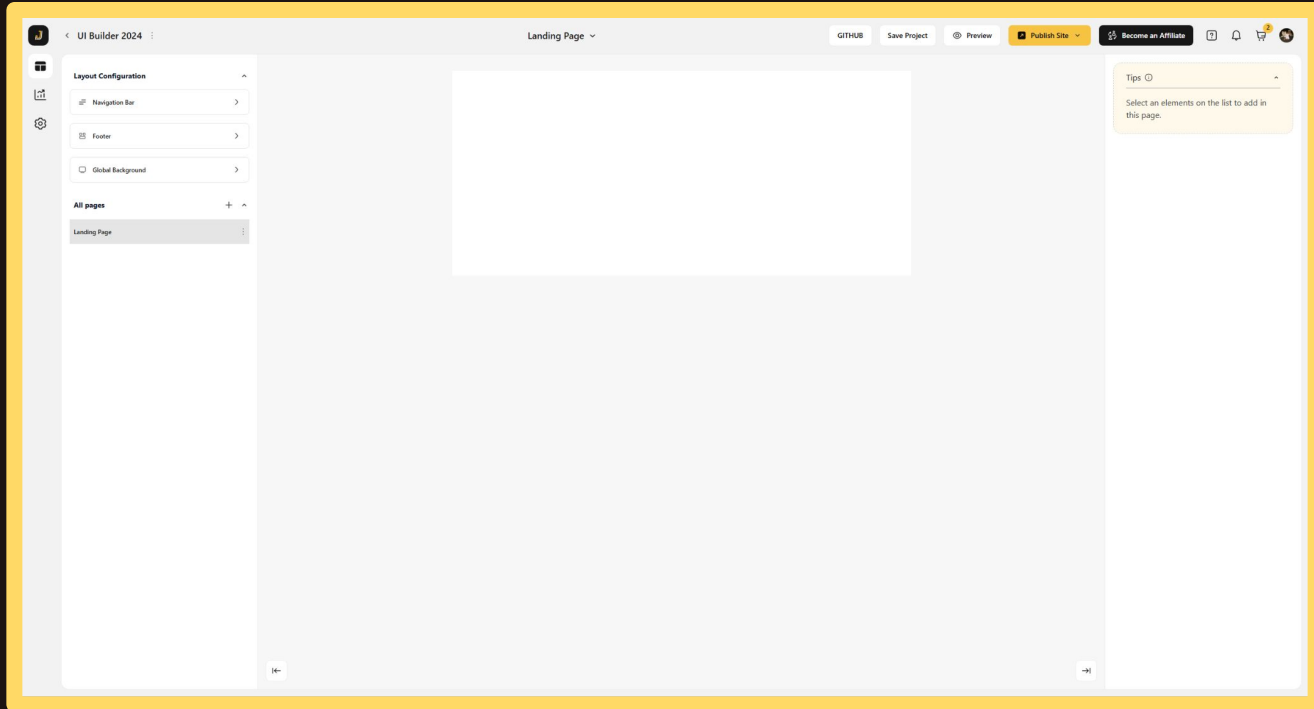 J
UI Builder 2024
Landing Page
GITHUB
Save Project
Preview
Publish Site
Become an Affiliate
?
2
Layout Configuration
Navigation Bar
Footer
Global Background
All pages
Landing Page
Tips
Select an elements on the list to add in
this page.